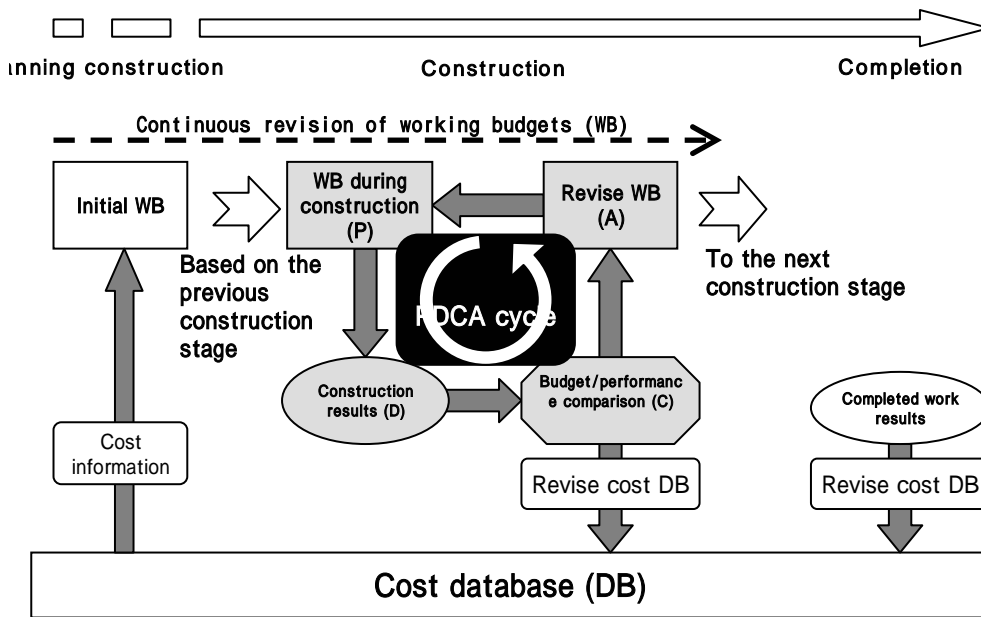 anning construction
Construction
Completion
Continuous revision of working budgets (WB)
Initial WB
WB during
construction
(P)
Revise WB
(A)
Based on the
previous
construction
stage
To the next
construction stage
PDCA cycle
Construction
results (D)
Budget/performanc
e comparison (C)
Completed work
results
Cost
information
Revise cost DB
Revise cost DB
Cost database (DB)